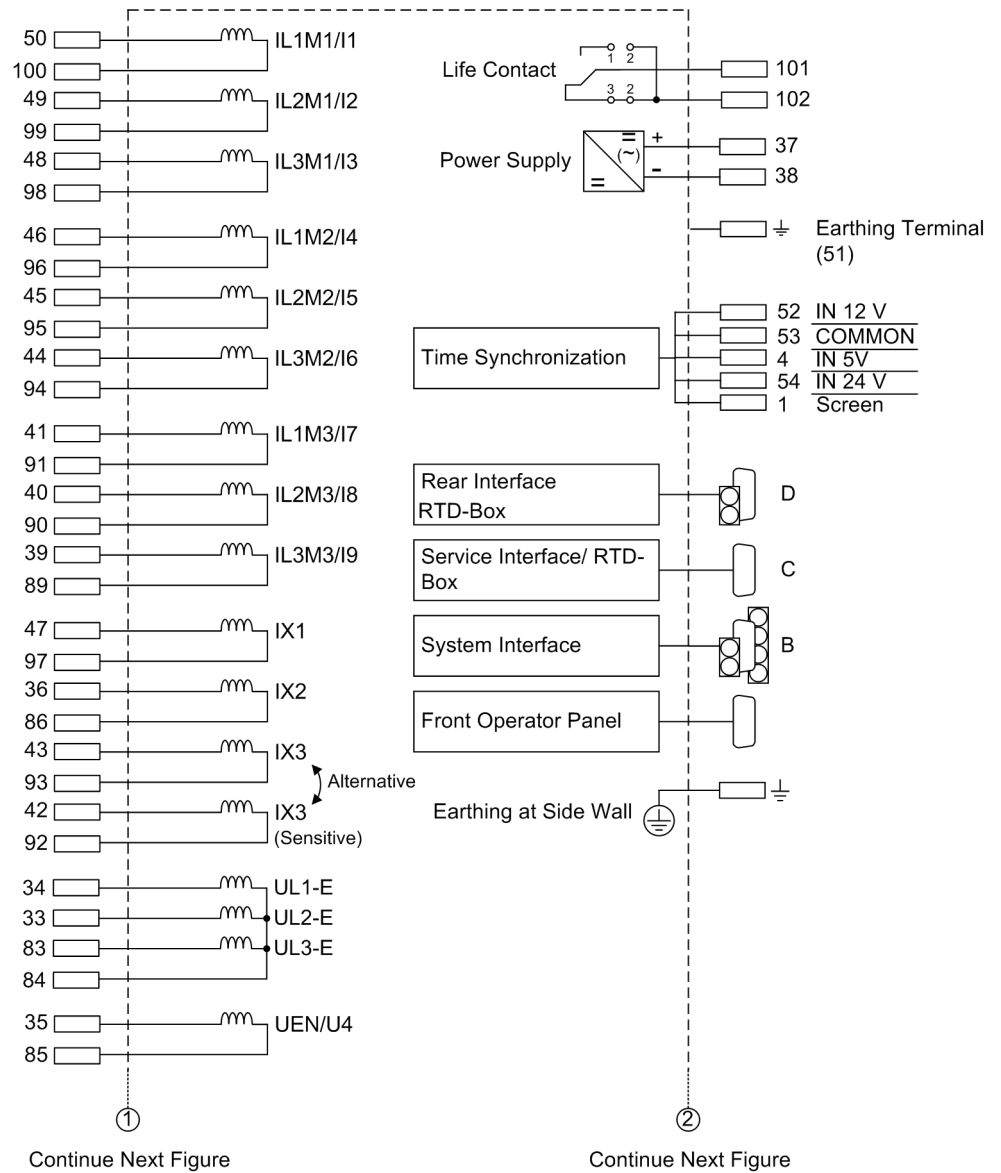 50 IL1M1/I1
100
49 IL2M1/I2
99
48 IL3M1/I3
98
46 IL1M2/I4
96
45 IL2M2/I5
95
44 IL3M2/I6
94
41 IL1M3/I7
91
40 IL2M3/I8
90
39 IL3M3/I9
89
47 IX1
97
36 IX2
86
43 IX3
93
Alternative
42 IX3
(Sensitive)
92
34 UL1-E
33 UL2-E
83 UL3-E
84
35 UEN/U4
85
1
Continue Next Figure
Life Contact
1 2
3 2
101
102
Power Supply
= (~) =
+ 37
- 38
Earthing Terminal
(51)
Time Synchronization
52 IN 12 V
53 COMMON
4 IN 5V
54 IN 24 V
1 Screen
Rear Interface
RTD-Box
D
Service Interface/ RTD-
Box
C
System Interface
B
Front Operator Panel
Earthing at Side Wall
2
Continue Next Figure